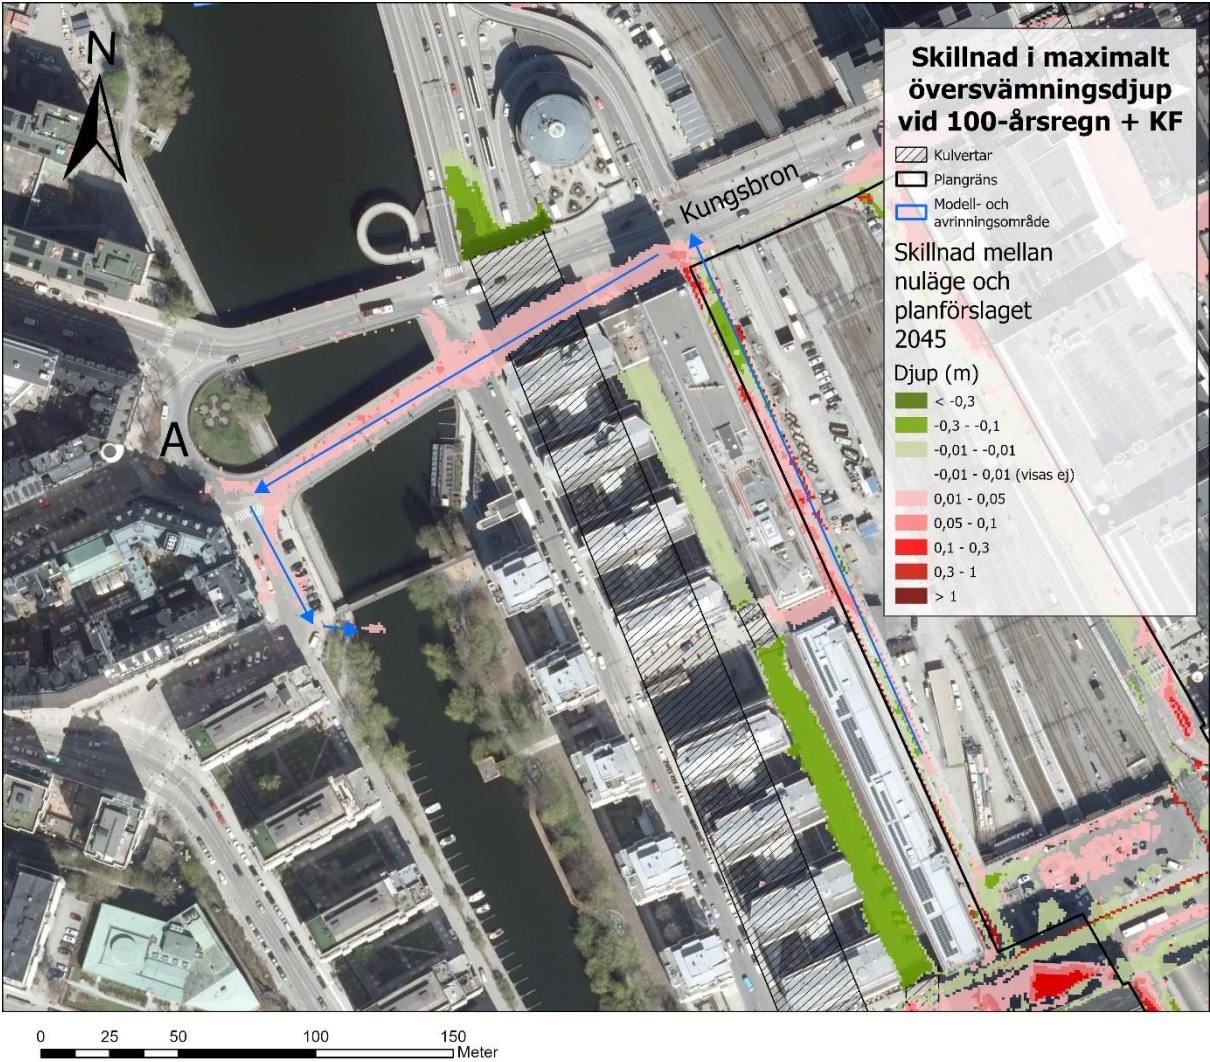 N
Skillnad i maximalt
översvämningsdjup
vid 100-årsregn + KF
Kulvertar
Plangräns
Modell- och
avrinningsområde
Skillnad mellan
nuläge och
planförslaget
2045
Djup (m)
< -0,3
-0,3 - -0,1
-0,01 - -0,01
-0,01 - 0,01 (visas ej)
0,01 - 0,05
0,05 - 0,1
0,1 - 0,3
0,3 - 1
> 1
Kungsbron
A
0 25 50 100 150
Meter